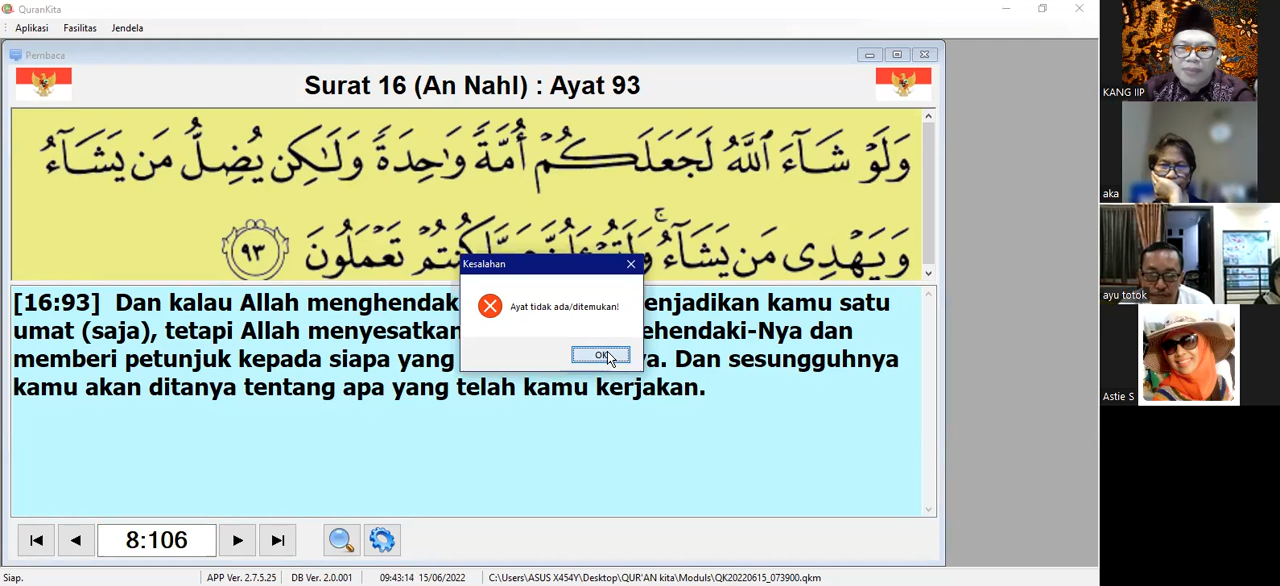 QuranKita
Aplikasi Fasilitas Jendela
Pembaca
Surat 16 (An Nahl) : Ayat 93
وَلَوْ شَآءَ ٱللَّهُ لَجَعَلَكُمْ أُمَّةً وَٰحِدَةً وَلَٰكِن يُضِلُّ مَن يَشَآءُ
وَيَهْدِى مَن يَشَآءُ ۚ كُنتُمْ تَعْمَلُونَ ٩٣
Kesalahan
Ayat tidak ada/ditemukan!
OK
[16:93] Dan kalau Allah menghendak enjadikan kamu satu
umat (saja), tetapi Allah menyesatkan ehendaki-Nya dan
memberi petunjuk kepada siapa yang ya. Dan sesungguhnya
kamu akan ditanya tentang apa yang telah kamu kerjakan.
8:106
Siap. APP Ver. 2.7.5.25 DB Ver. 2.0.001 09:43:14 15/06/2022 C:\Users\ASUS X454Y\Desktop\QUR'AN kita\Moduls\QK20220615_073900.qkm
KANG IIP
aka
ayu totok
Astie S